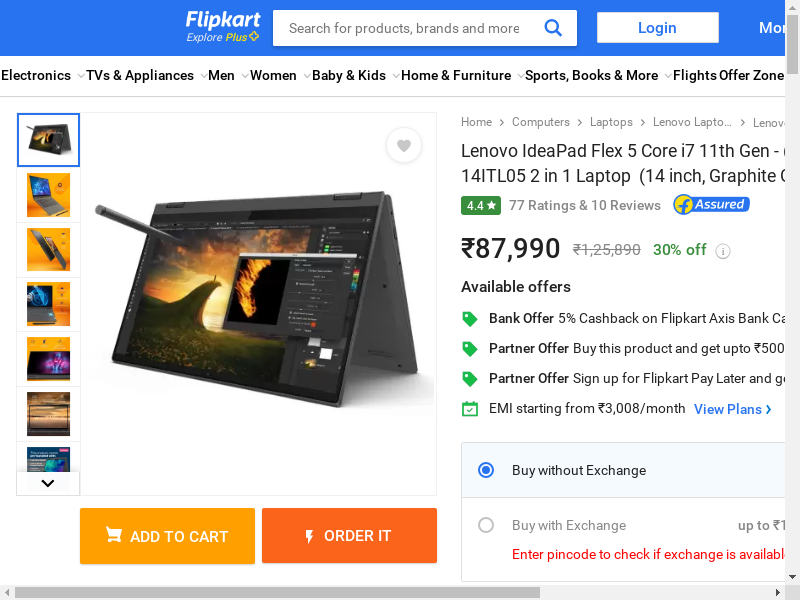 Flipkart
Explore Plus
Search for products, brands and more
Login
Mor
Electronics
TVs & Appliances
Men
Women
Baby & Kids
Home & Furniture
Sports, Books & More
Flights
Offer Zone
Home
Computers
Laptops
Lenovo Lapto...
Lenovo
Lenovo IdeaPad Flex 5 Core i7 11th Gen - (
14ITL05 2 in 1 Laptop (14 inch, Graphite G
4.4
77 Ratings & 10 Reviews
Assured
₹87,990
₹1,25,890
30% off
Available offers
Bank Offer 5% Cashback on Flipkart Axis Bank Ca
Partner Offer Buy this product and get upto ₹500
Partner Offer Sign up for Flipkart Pay Later and ge
EMI starting from ₹3,008/month
View Plans
Buy without Exchange
Buy with Exchange
up to ₹1
Enter pincode to check if exchange is availabl
ADD TO CART
ORDER IT